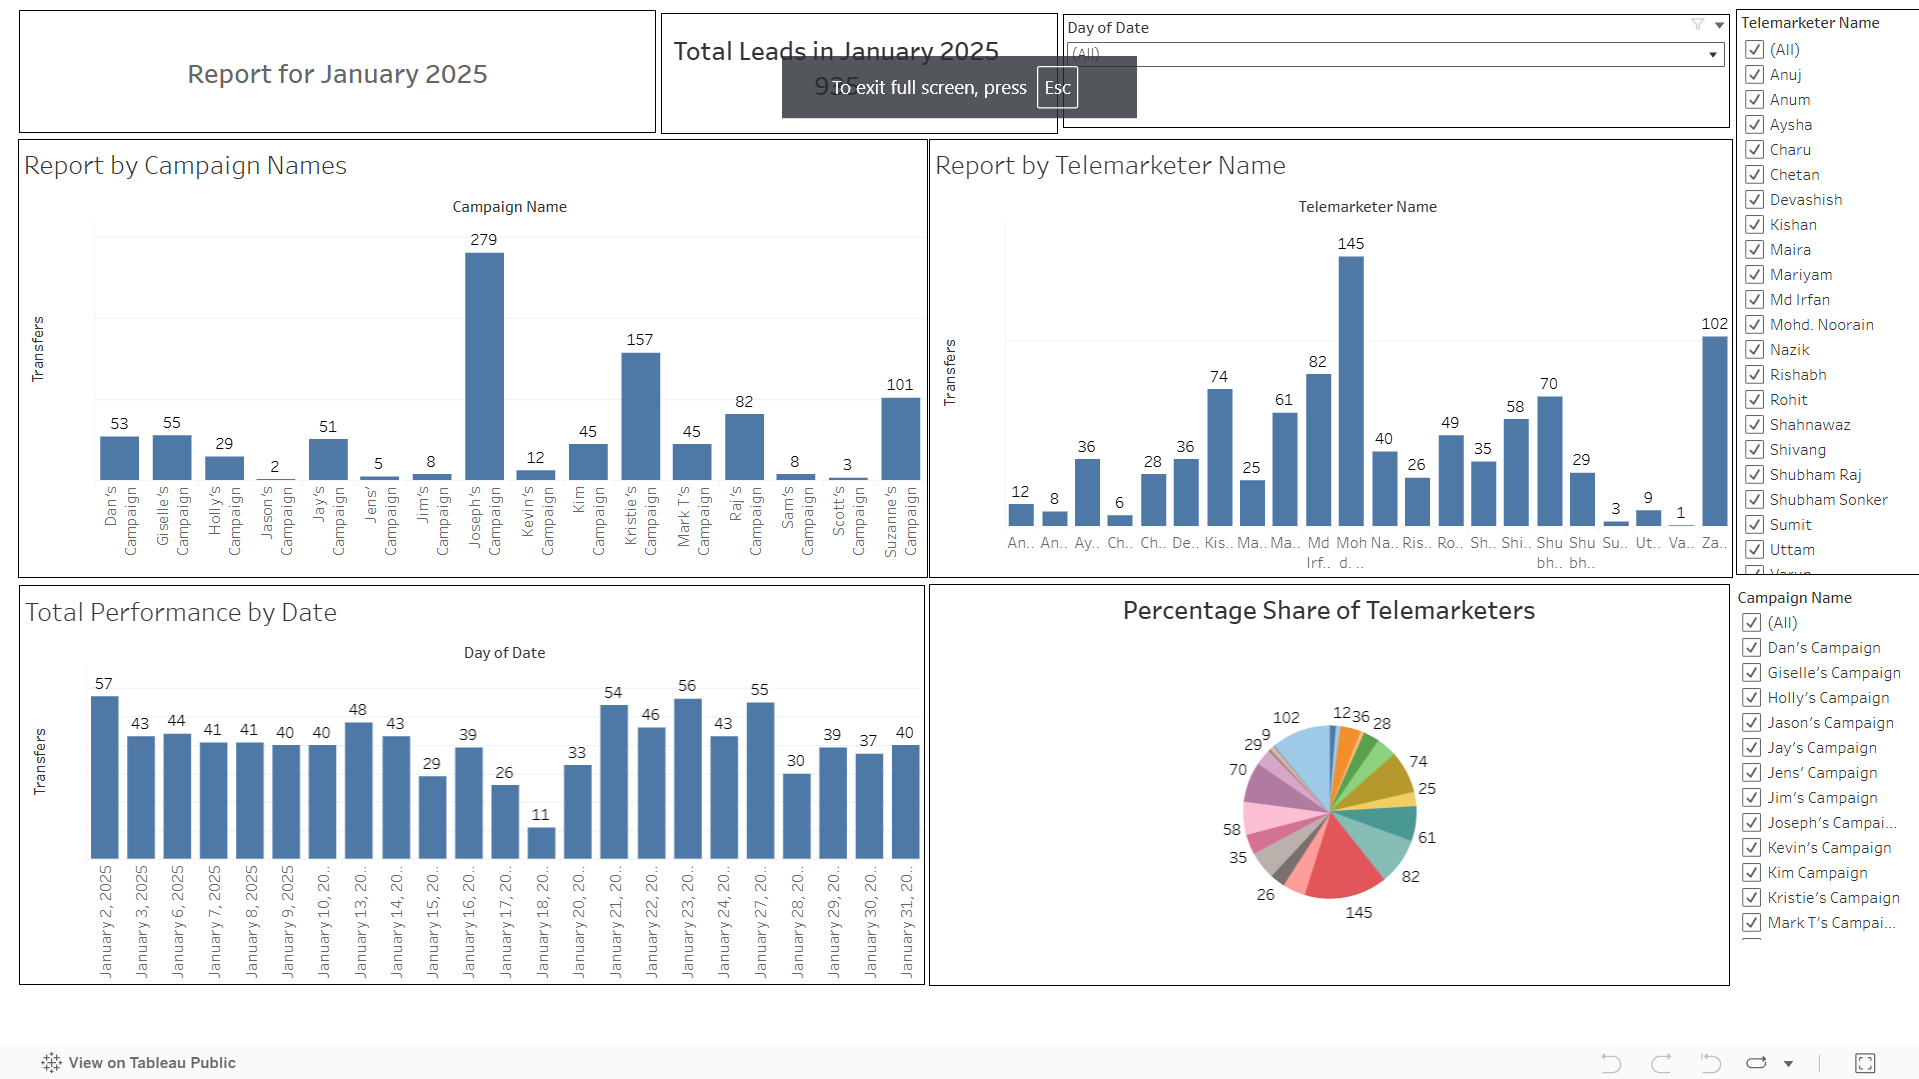 Report for January 2025
Total Leads in January 2025
935
To exit full screen, press Esc
Day of Date
(All)
Report by Campaign Names
Campaign Name
Transfers
53 55 29 2 51 5 8 279 12 45 157 45 82 8 3 101
Dan's Campaign
Giselle's Campaign
Holly's Campaign
Jason's Campaign
Jay's Campaign
Jens' Campaign
Jim's Campaign
Joseph's Campaign
Kevin's Campaign
Kim Campaign
Kristie's Campaign
Mark T's Campaign
Raj's Campaign
Sam's Campaign
Scott's Campaign
Suzanne's Campaign
Report by Telemarketer Name
Telemarketer Name
Transfers
12 8 36 6 28 36 74 25 61 82 145 40 26 49 35 58 70 29 3 9 1 102
An.. An.. Ay.. Ch.. Ch.. De.. Kis.. Ma.. Ma.. Md Irf.. Moh d. .. Na.. Ris.. Ro.. Sh.. Shi.. Shu bh.. Shu bh.. Su.. Ut.. Va.. Za..
Telemarketer Name
(All)
Anuj
Anum
Aysha
Charu
Chetan
Devashish
Kishan
Maira
Mariyam
Md Irfan
Mohd. Noorain
Nazik
Rishabh
Rohit
Shahnawaz
Shivang
Shubham Raj
Shubham Sonker
Sumit
Uttam
Varun
Total Performance by Date
Day of Date
Transfers
57 43 44 41 41 40 40 48 43 29 39 26 11 33 54 46 56 43 55 30 39 37 40
January 2, 2025
January 3, 2025
January 6, 2025
January 7, 2025
January 8, 2025
January 9, 2025
January 10, 20..
January 13, 20..
January 14, 20..
January 15, 20..
January 16, 20..
January 17, 20..
January 18, 20..
January 20, 20..
January 21, 20..
January 22, 20..
January 23, 20..
January 24, 20..
January 27, 20..
January 28, 20..
January 29, 20..
January 30, 20..
January 31, 20..
Percentage Share of Telemarketers
12 36 28 74 25 61 82 145 26 35 58 70 29 9 102
Campaign Name
(All)
Dan's Campaign
Giselle's Campaign
Holly's Campaign
Jason's Campaign
Jay's Campaign
Jens' Campaign
Jim's Campaign
Joseph's Campai...
Kevin's Campaign
Kim Campaign
Kristie's Campaign
Mark T's Campai...
View on Tableau Public